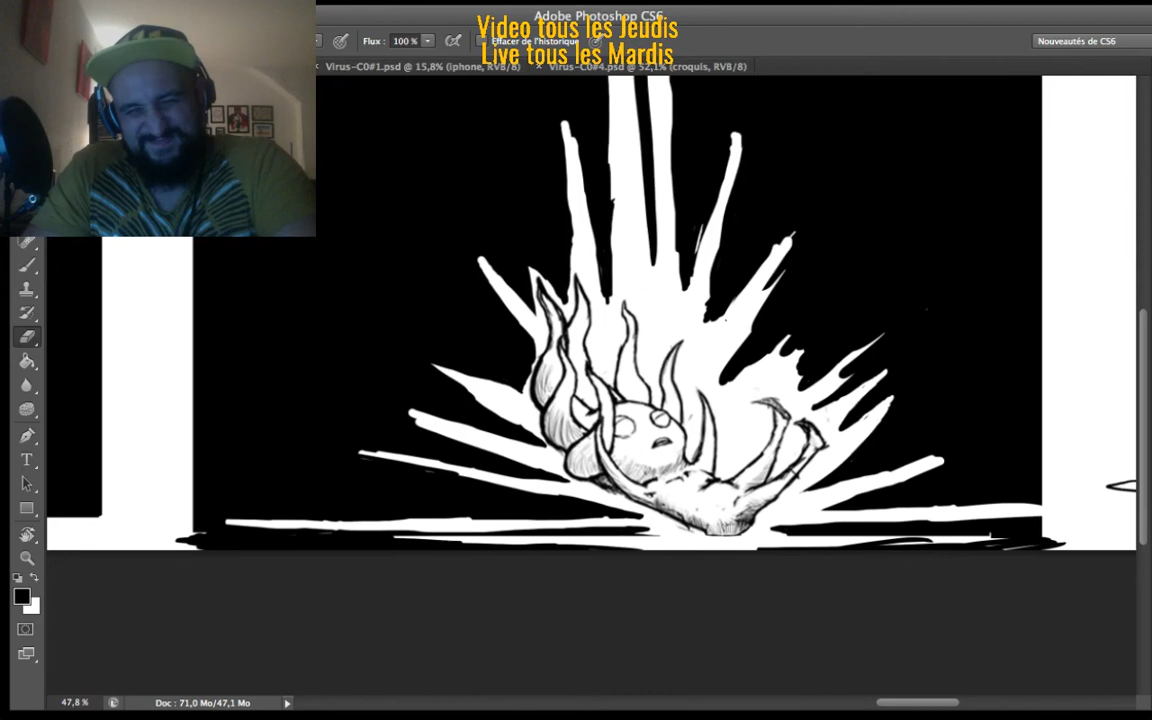 Adobe Photoshop CS6
Video tous les Jeudis
Live tous les Mardis
Flux : 100 %
Effacer de l'historique
Nouveautés de CS6
Virus-C0#1.psd @ 15,8% (iphone, RVB/8)
Virus-C0#4.psd @ 52,1% (croquis, RVB/8)
T
47,8 %
Doc : 71,0 Mo/47,1 Mo